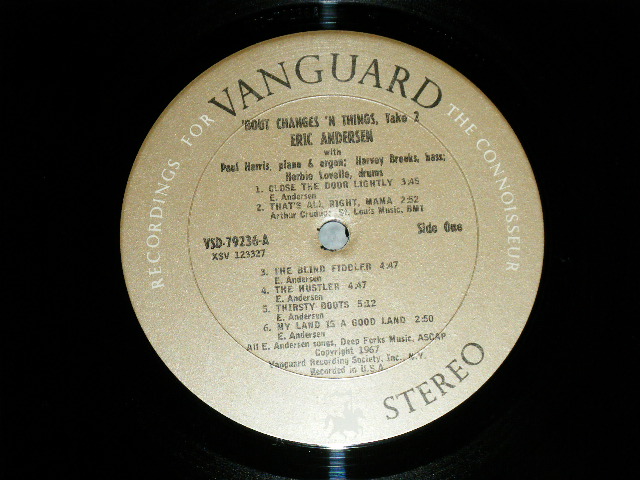 RECORDINGS FOR VANGUARD THE CONNOISSEUR
'BOUT CHANGES 'N THINGS, Take 2
ERIC ANDERSEN
with
Paul Harris, piano & organ; Harvey Brooks, bass;
Herbie Lovelle, drums
1. CLOSE THE DOOR LIGHTLY 3:45
E. Andersen
2. THAT'S ALL RIGHT, MAMA 2:52
Arthur Crudup; St. Louis Music, BMI
VSD-79236-A
XSV 123327
Side One
3. THE BLIND FIDDLER 4:47
E. Andersen
4. THE HUSTLER 4:47
E. Andersen
5. THIRSTY BOOTS 5:12
E. Andersen
6. MY LAND IS A GOOD LAND 2:50
E. Andersen
All E. Andersen songs, Deep Forks Music, ASCAP
Copyright 1967
Vanguard Recording Society, Inc., N.Y.
Recorded in U.S.A
STEREO